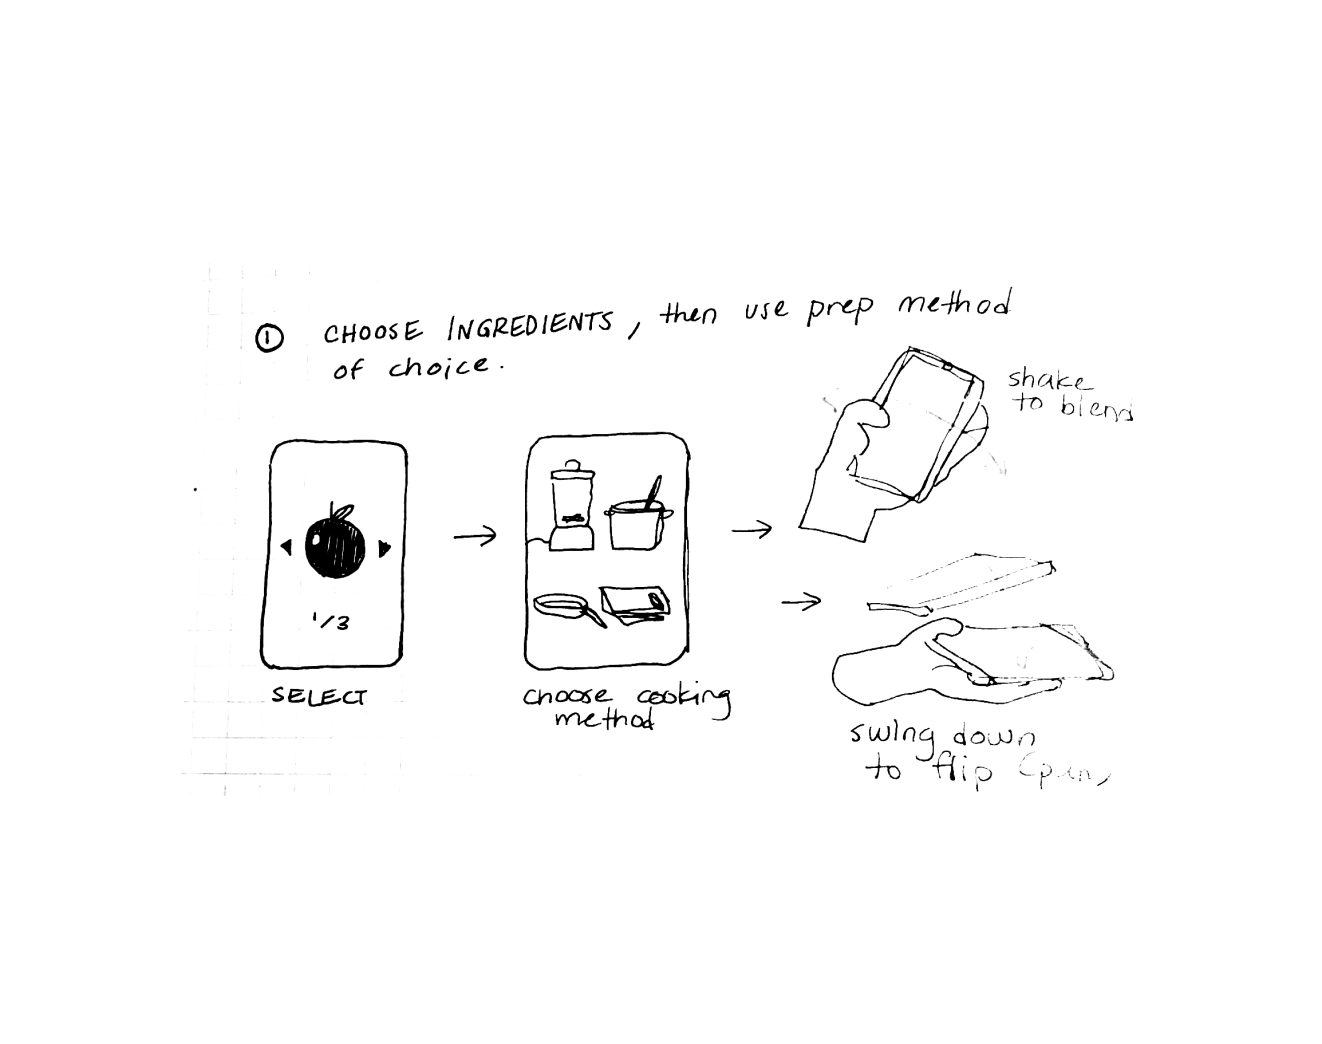 ① CHOOSE INGREDIENTS, then use prep method
of choice.
shake
to blend
1/3
SELECT
choose cooking
method
swing down
to flip